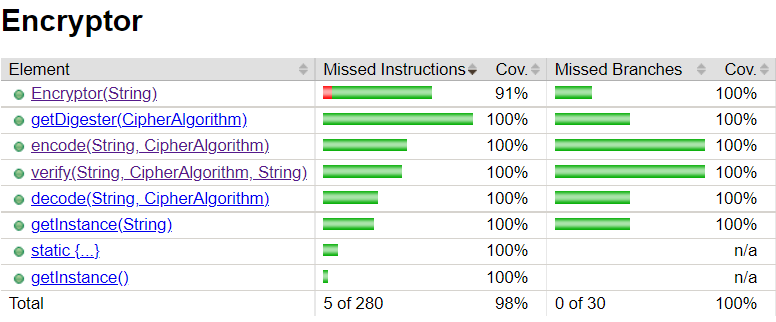 Encryptor
Element Missed Instructions Cov. Missed Branches Cov.
Encryptor(String) 91% 100%
getDigester(CipherAlgorithm) 100% 100%
encode(String, CipherAlgorithm) 100% 100%
verify(String, CipherAlgorithm, String) 100% 100%
decode(String, CipherAlgorithm) 100% 100%
getInstance(String) 100% 100%
static {...} 100% n/a
getInstance() 100% n/a
Total 5 of 280 98% 0 of 30 100%